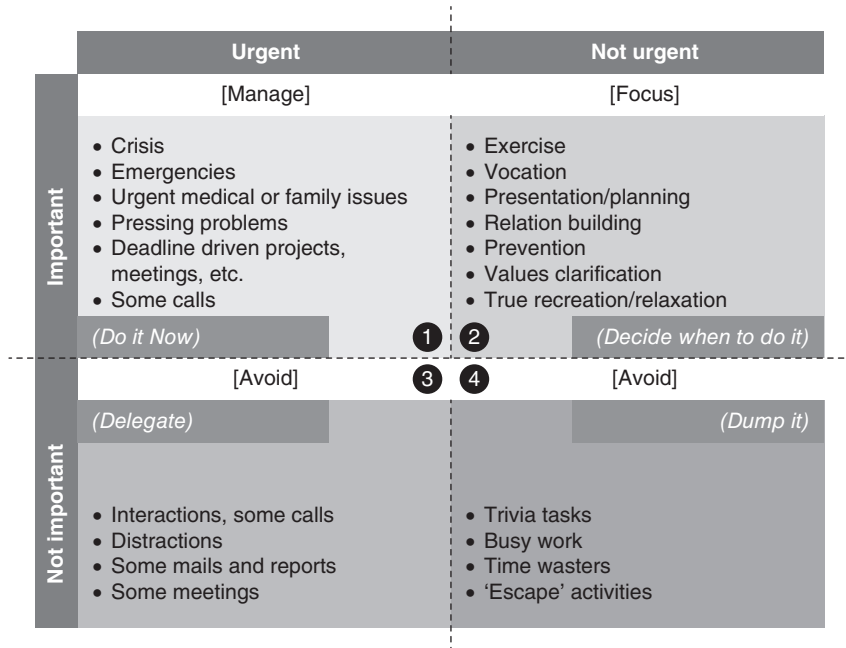 Urgent
Not urgent
Important
[Manage]
• Crisis
• Emergencies
• Urgent medical or family issues
• Pressing problems
• Deadline driven projects,
meetings, etc.
• Some calls
(Do it Now)
1
[Focus]
• Exercise
• Vocation
• Presentation/planning
• Relation building
• Prevention
• Values clarification
• True recreation/relaxation
2
(Decide when to do it)
Not important
[Avoid]
3
(Delegate)
• Interactions, some calls
• Distractions
• Some mails and reports
• Some meetings
4
[Avoid]
(Dump it)
• Trivia tasks
• Busy work
• Time wasters
• ‘Escape’ activities